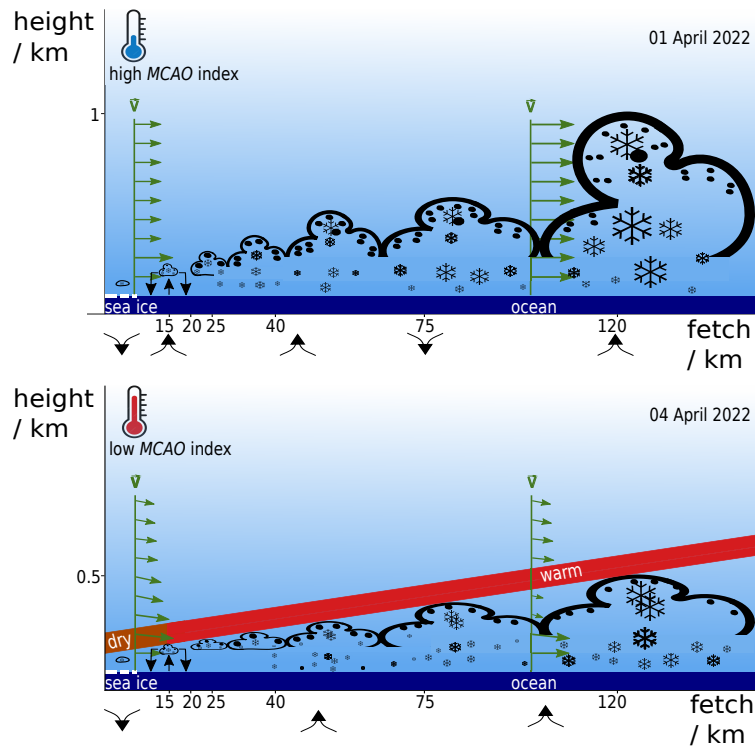 height
/ km
01 April 2022
high MCAO index
v
v
1
sea ice
ocean
15 20 25 40 75 120
fetch
/ km
height
/ km
04 April 2022
low MCAO index
v
v
0.5
warm
dry
sea ice
ocean
15 20 25 40 75 120
fetch
/ km